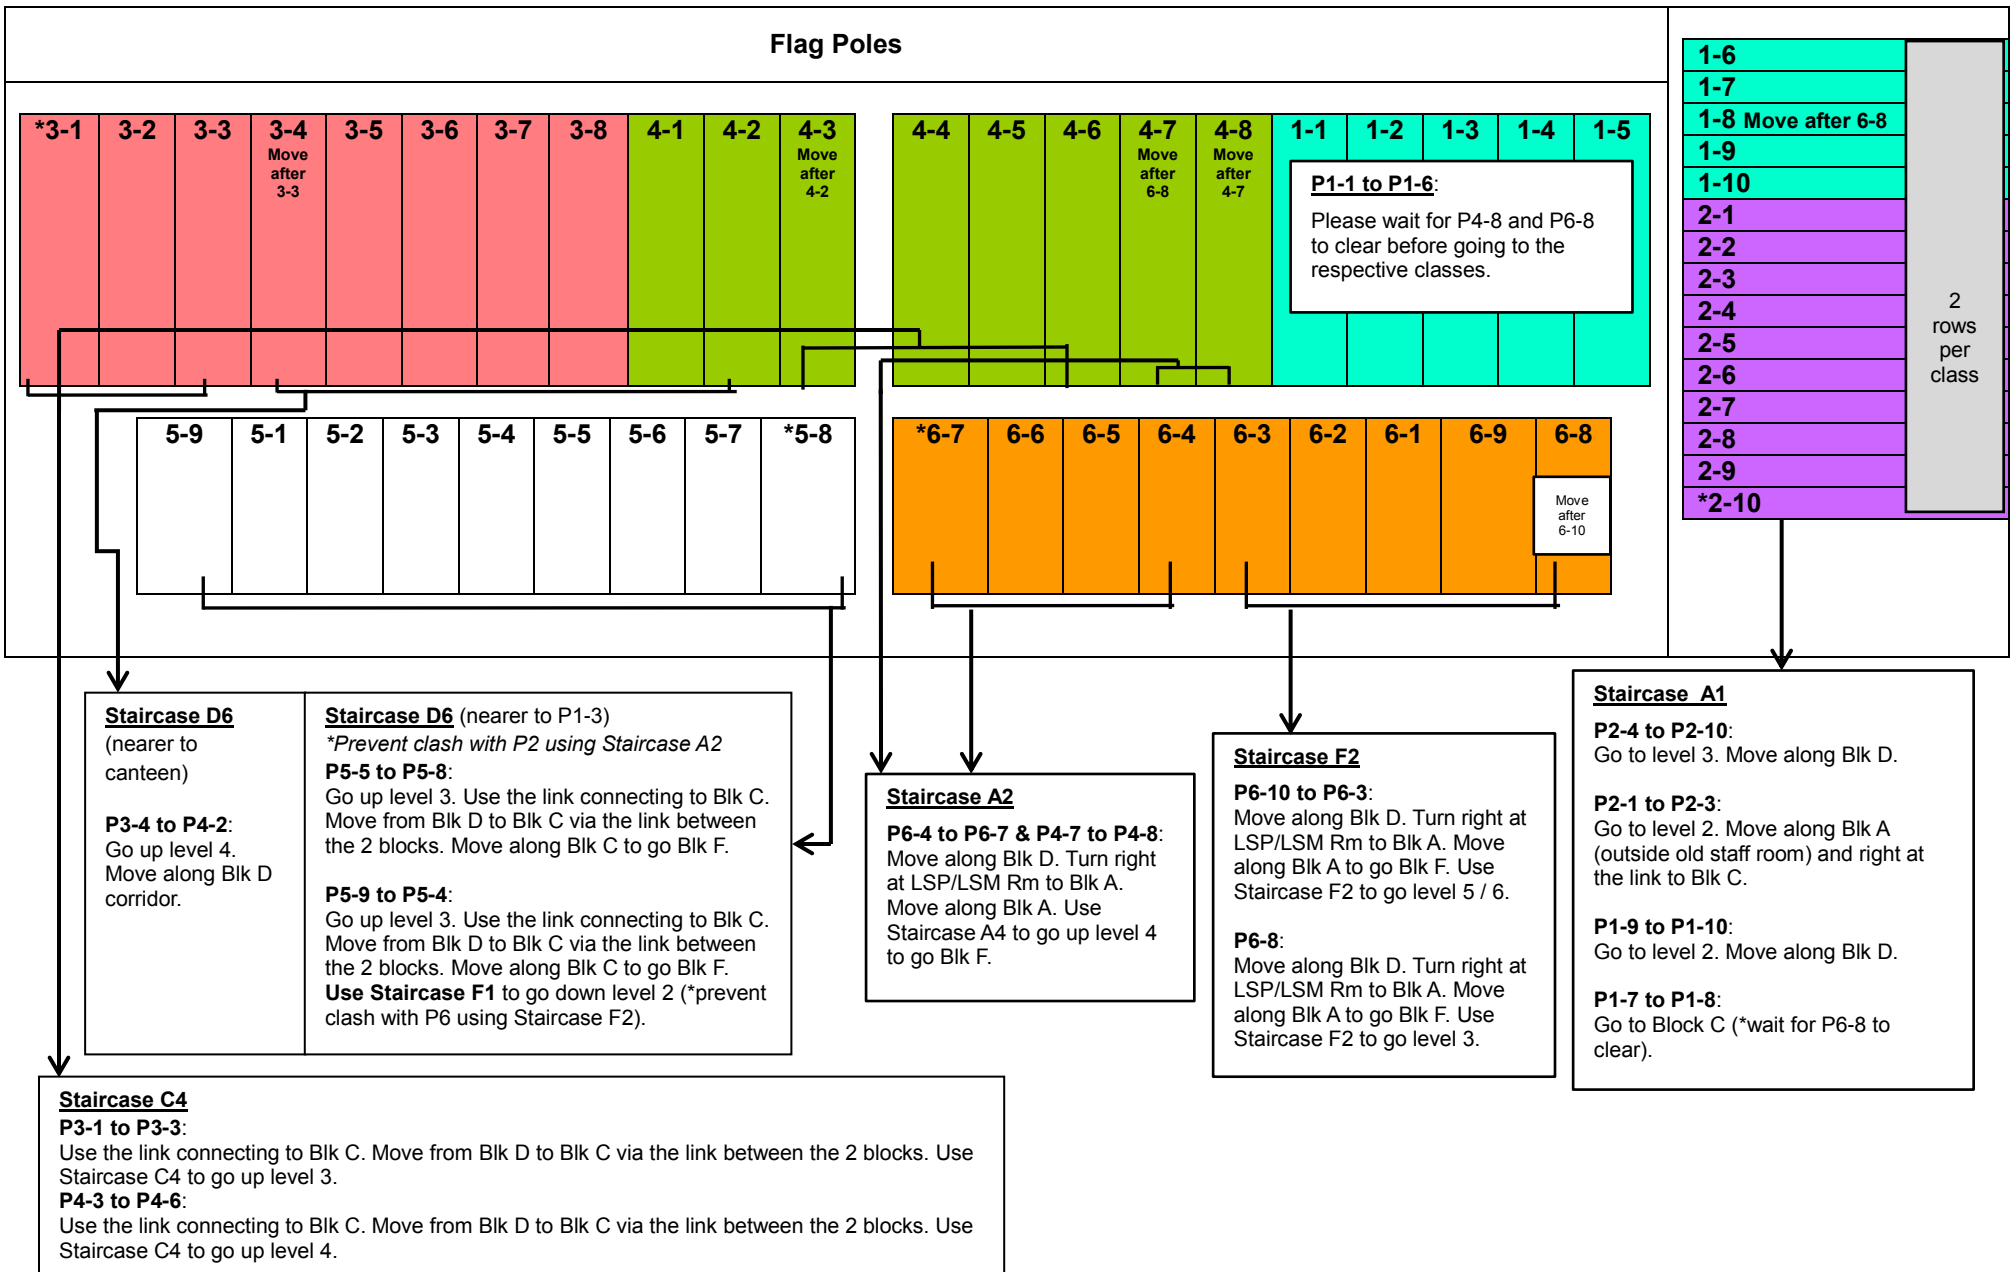 Flag Poles
*3-1
3-2
3-3
3-4
Move
after
3-3
3-5
3-6
3-7
3-8
4-1
4-2
4-3
Move
after
4-2
4-4
4-5
4-6
4-7
Move
after
6-8
4-8
Move
after
4-7
1-1
1-2
1-3
1-4
1-5
P1-1 to P1-6:
Please wait for P4-8 and P6-8
to clear before going to the
respective classes.
1-6
1-7
1-8 Move after 6-8
1-9
1-10
2-1
2-2
2-3
2-4
2-5
2-6
2-7
2-8
2-9
*2-10
2
rows
per
class
5-9
5-1
5-2
5-3
5-4
5-5
5-6
5-7
*5-8
*6-7
6-6
6-5
6-4
6-3
6-2
6-1
6-9
6-8
Move
after
6-10
Staircase D6
(nearer to
canteen)
P3-4 to P4-2:
Go up level 4.
Move along Blk D
corridor.
Staircase D6 (nearer to P1-3)
*Prevent clash with P2 using Staircase A2
P5-5 to P5-8:
Go up level 3. Use the link connecting to Blk C.
Move from Blk D to Blk C via the link between
the 2 blocks. Move along Blk C to go Blk F.
P5-9 to P5-4:
Go up level 3. Use the link connecting to Blk C.
Move from Blk D to Blk C via the link between
the 2 blocks. Move along Blk C to go Blk F.
Use Staircase F1 to go down level 2 (*prevent
clash with P6 using Staircase F2).
Staircase A2
P6-4 to P6-7 & P4-7 to P4-8:
Move along Blk D. Turn right
at LSP/LSM Rm to Blk A.
Move along Blk A. Use
Staircase A4 to go up level 4
to go Blk F.
Staircase F2
P6-10 to P6-3:
Move along Blk D. Turn right at
LSP/LSM Rm to Blk A. Move
along Blk A to go Blk F. Use
Staircase F2 to go level 5 / 6.
P6-8:
Move along Blk D. Turn right at
LSP/LSM Rm to Blk A. Move
along Blk A to go Blk F. Use
Staircase F2 to go level 3.
Staircase A1
P2-4 to P2-10:
Go to level 3. Move along Blk D.
P2-1 to P2-3:
Go to level 2. Move along Blk A
(outside old staff room) and right at
the link to Blk C.
P1-9 to P1-10:
Go to level 2. Move along Blk D.
P1-7 to P1-8:
Go to Block C (*wait for P6-8 to
clear).
Staircase C4
P3-1 to P3-3:
Use the link connecting to Blk C. Move from Blk D to Blk C via the link between the 2 blocks. Use
Staircase C4 to go up level 3.
P4-3 to P4-6:
Use the link connecting to Blk C. Move from Blk D to Blk C via the link between the 2 blocks. Use
Staircase C4 to go up level 4.